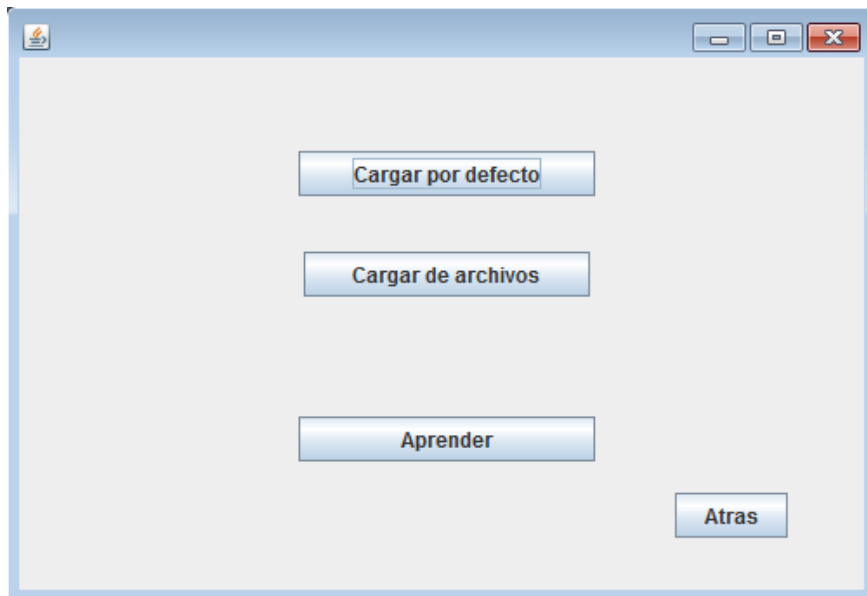 Cargar por defecto
Cargar de archivos
Aprender
Atras